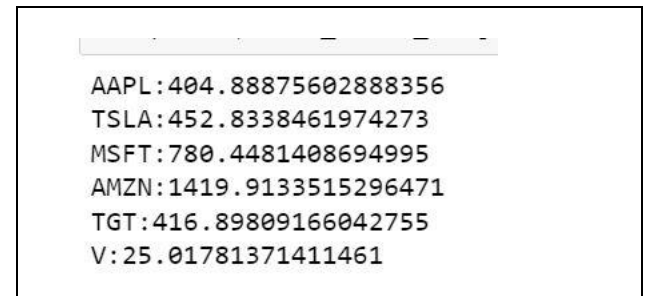 AAPL:404.88875602888356
TSLA:452.8338461974273
MSFT:780.4481408694995
AMZN:1419.9133515296471
TGT:416.89809166042755
V:25.01781371411461